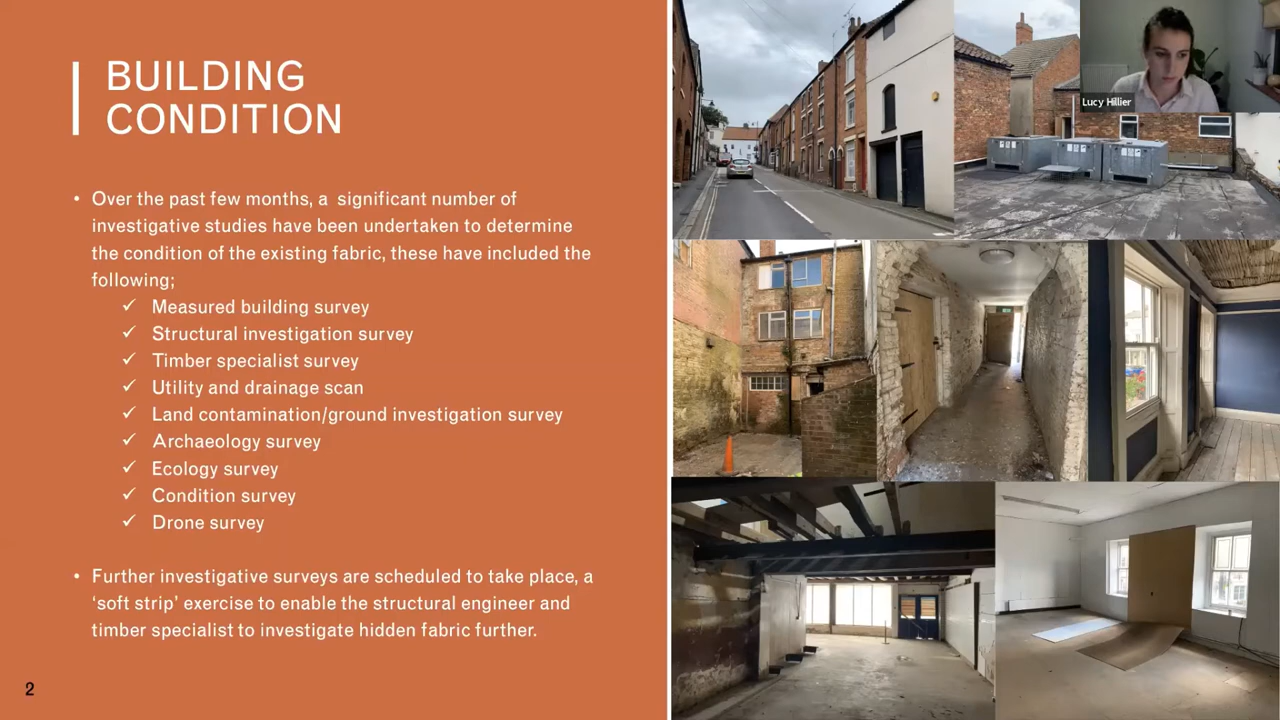 BUILDING
CONDITION
• Over the past few months, a significant number of
investigative studies have been undertaken to determine
the condition of the existing fabric, these have included the
following;
✓ Measured building survey
✓ Structural investigation survey
✓ Timber specialist survey
✓ Utility and drainage scan
✓ Land contamination/ground investigation survey
✓ Archaeology survey
✓ Ecology survey
✓ Condition survey
✓ Drone survey
• Further investigative surveys are scheduled to take place, a
‘soft strip’ exercise to enable the structural engineer and
timber specialist to investigate hidden fabric further.
2
Lucy Hillier